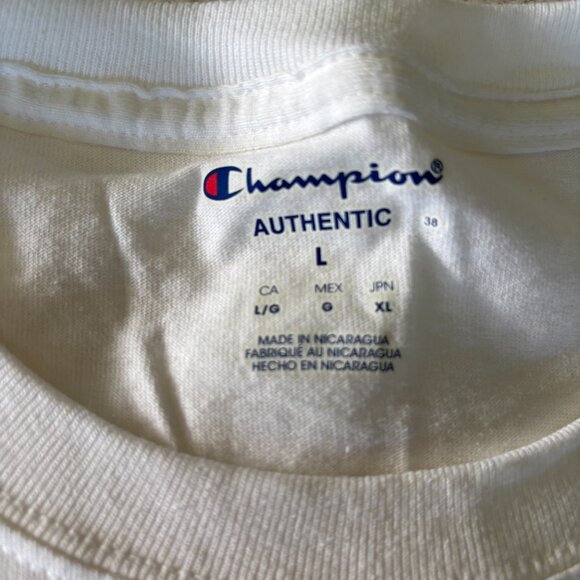 Champion®
AUTHENTIC 38
L
CA MEX JPN
L/G G XL
MADE IN NICARAGUA
FABRIQUÉ AU NICARAGUA
HECHO EN NICARAGUA